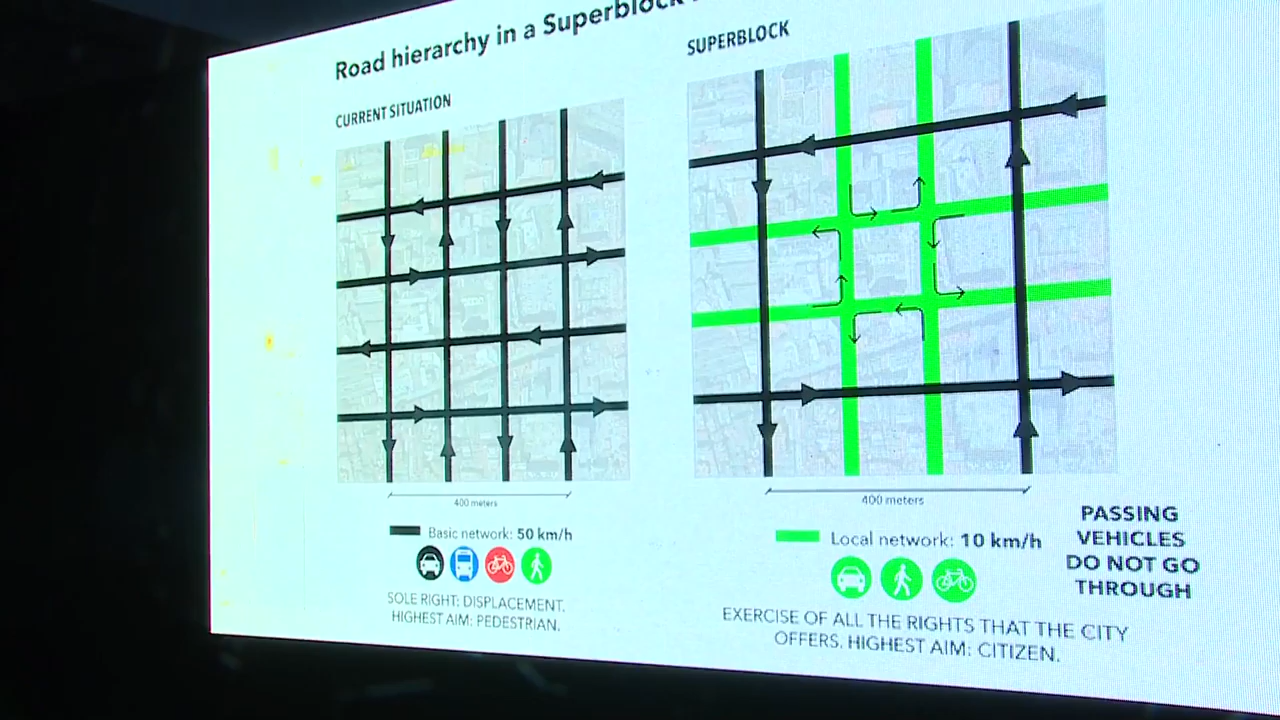 Road hierarchy in a Superblock
CURRENT SITUATION
SUPERBLOCK
400 meters
400 meters
Basic network: 50 km/h
SOLE RIGHT: DISPLACEMENT.
HIGHEST AIM: PEDESTRIAN.
Local network: 10 km/h
EXERCISE OF ALL THE RIGHTS THAT THE CITY
OFFERS. HIGHEST AIM: CITIZEN.
PASSING
VEHICLES
DO NOT GO
THROUGH